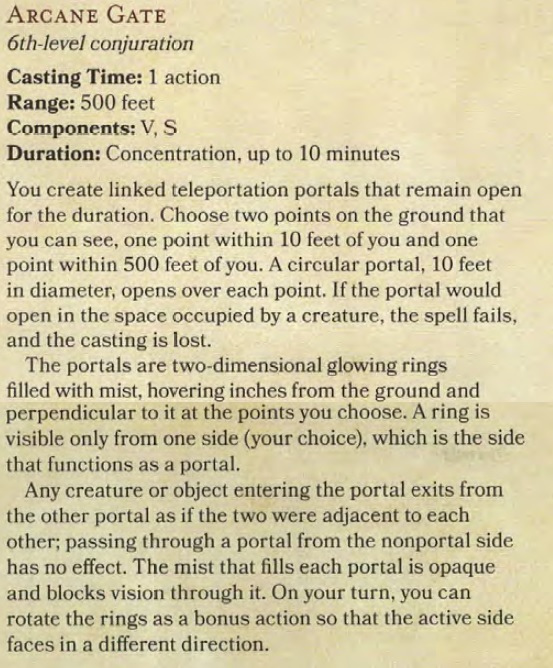 ARCANE GATE
6th-level conjuration
Casting Time: 1 action
Range: 500 feet
Components: V, S
Duration: Concentration, up to 10 minutes
You create linked teleportation portals that remain open
for the duration. Choose two points on the ground that
you can see, one point within 10 feet of you and one
point within 500 feet of you. A circular portal, 10 feet
in diameter, opens over each point. If the portal would
open in the space occupied by a creature, the spell fails,
and the casting is lost.
The portals are two-dimensional glowing rings
filled with mist, hovering inches from the ground and
perpendicular to it at the points you choose. A ring is
visible only from one side (your choice), which is the side
that functions as a portal.
Any creature or object entering the portal exits from
the other portal as if the two were adjacent to each
other; passing through a portal from the nonportal side
has no effect. The mist that fills each portal is opaque
and blocks vision through it. On your turn, you can
rotate the rings as a bonus action so that the active side
faces in a different direction.